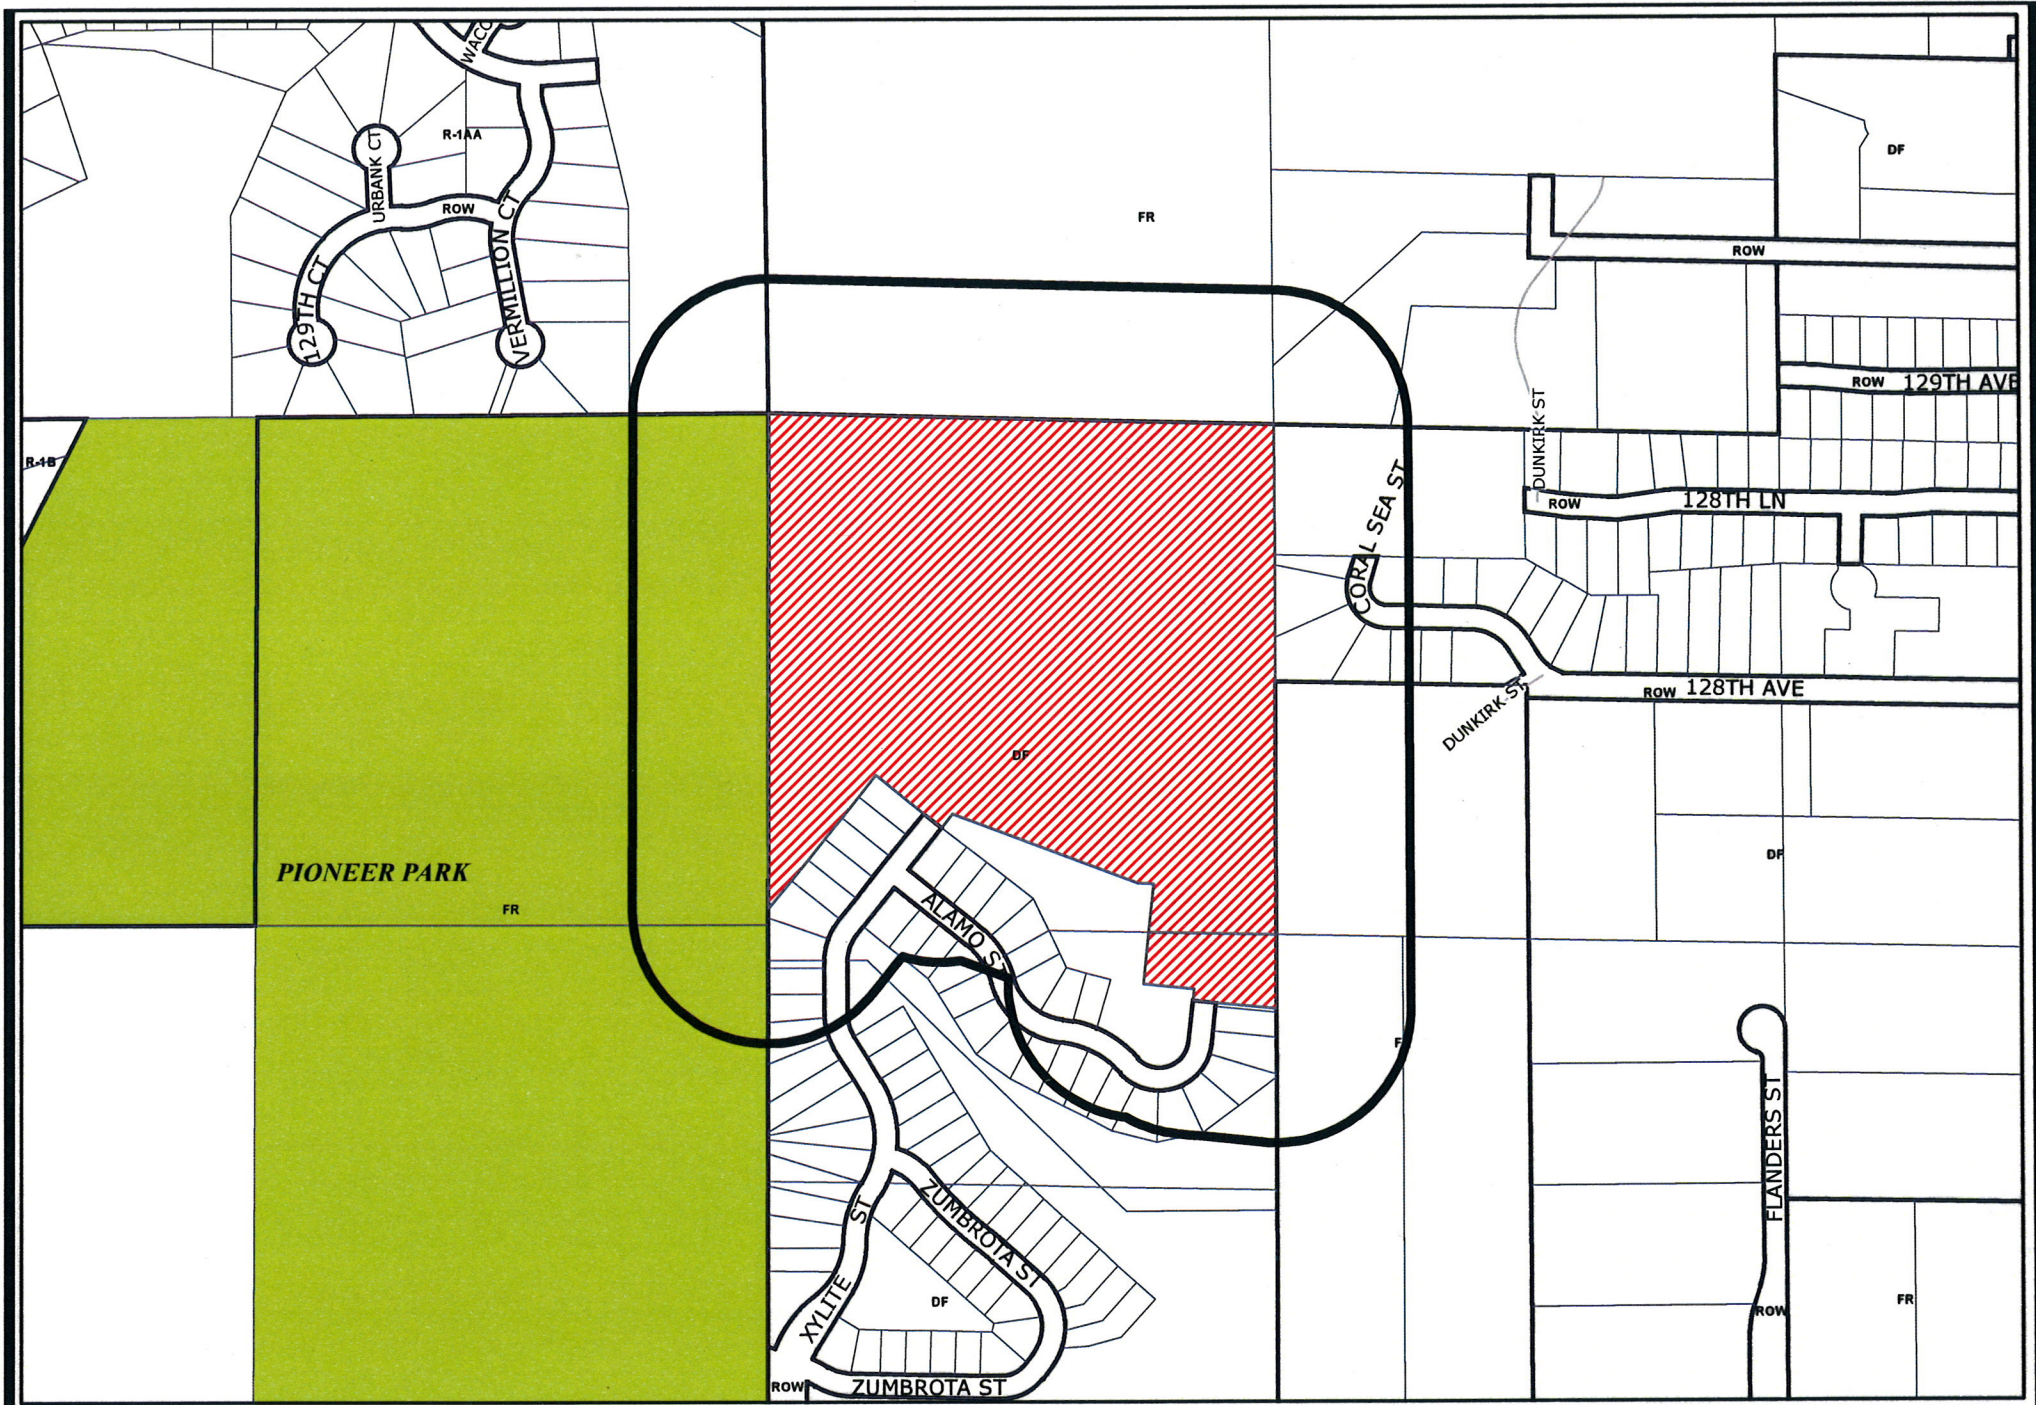 WACO
R-1AA
URBANK CT
ROW
VERMILLION CT
129TH CT
FR
DF
ROW
ROW 129TH AVE
DUNKIRK ST
R-1B
CORAL SEA ST
ROW 128TH LN
ROW 128TH AVE
DUNKIRK ST
DF
DF
PIONEER PARK
FR
ALAMO ST
F
FLANDERS ST
XYLITE ST
ZUMBROTA ST
DF
FR
ROW
ROW
ZUMBROTA ST